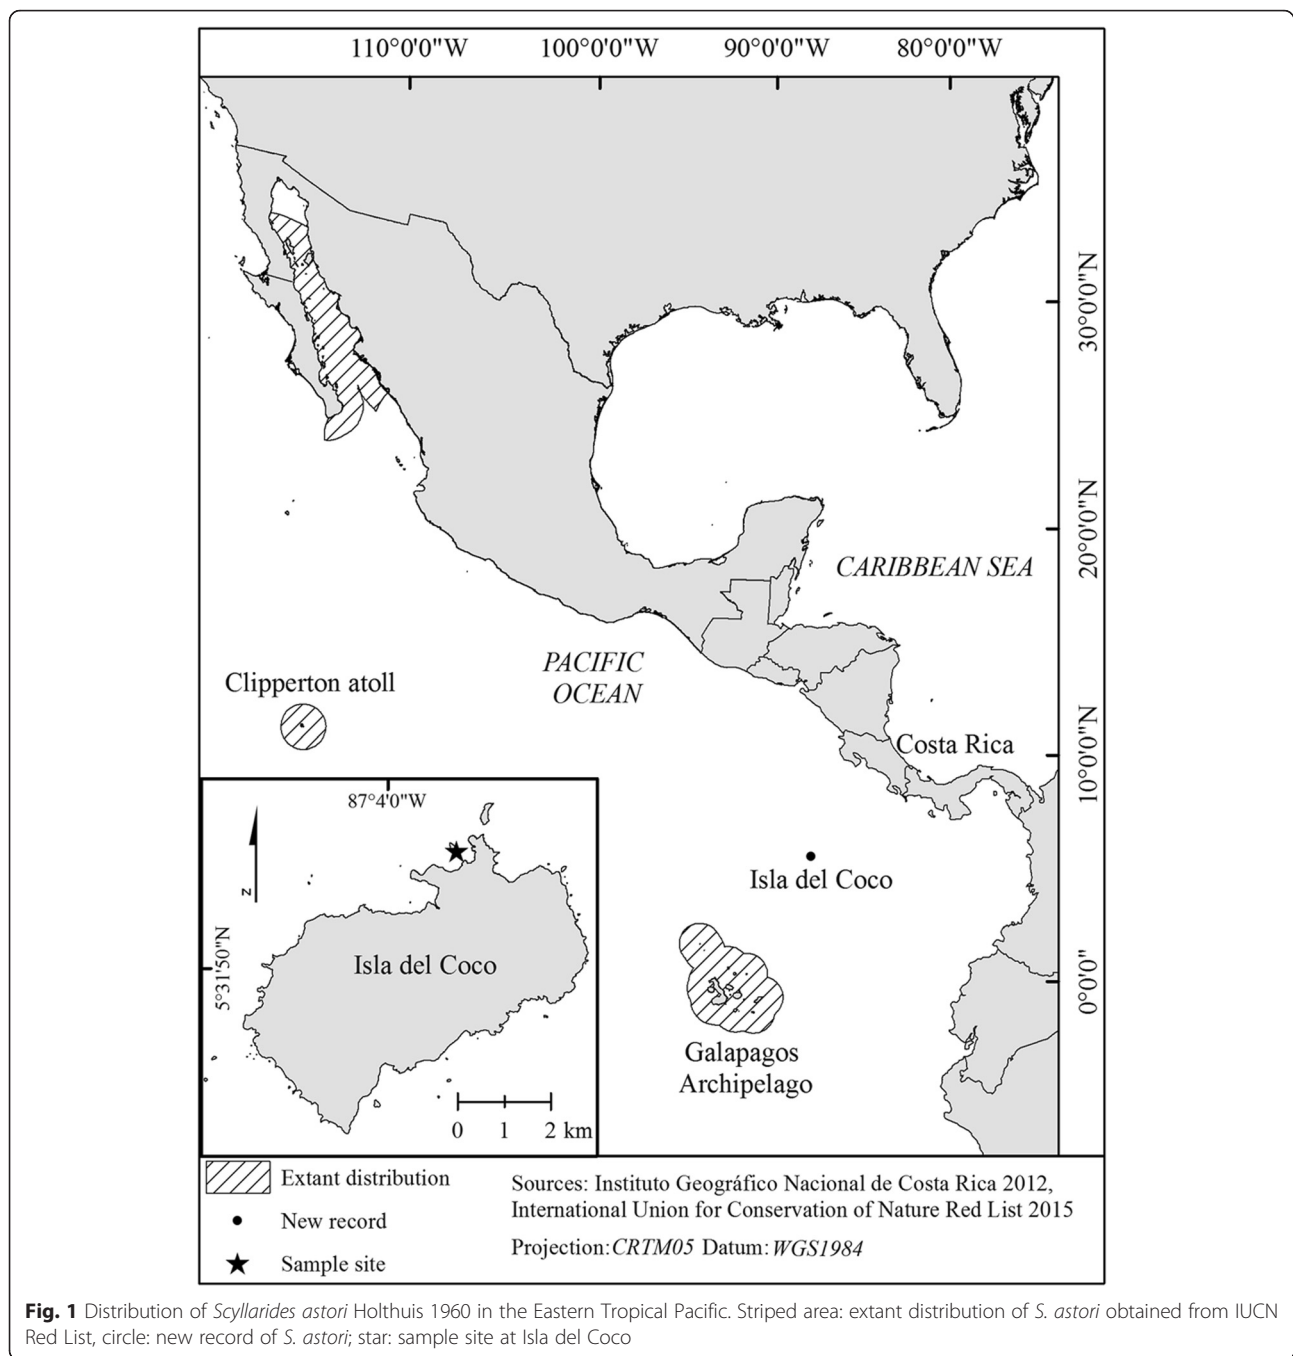 110°0'0"W 100°0'0"W 90°0'0"W 80°0'0"W
30°0'0"N
20°0'0"N
CARIBBEAN SEA
PACIFIC
OCEAN
Clipperton atoll
Costa Rica
10°0'0"N
87°4'0"W
N
Isla del Coco
5°31'50"N
Isla del Coco
0°0'0"
Galapagos
Archipelago
0 1 2 km
Extant distribution
New record
Sample site
Sources: Instituto Geográfico Nacional de Costa Rica 2012,
International Union for Conservation of Nature Red List 2015
Projection: CRTM05 Datum: WGS1984
Fig. 1 Distribution of Scyllarides astori Holthuis 1960 in the Eastern Tropical Pacific. Striped area: extant distribution of S. astori obtained from IUCN
Red List, circle: new record of S. astori; star: sample site at Isla del Coco